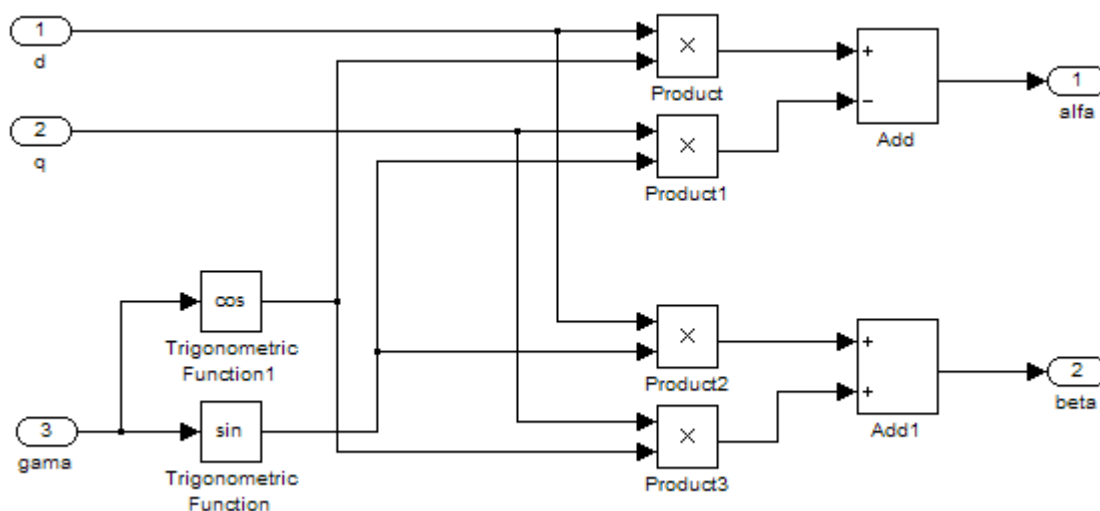 1
d
×
Product
+
−
Add
1
alfa
2
q
×
Product1
cos
Trigonometric
Function1
×
Product2
+
+
Add1
2
beta
3
gama
sin
Trigonometric
Function
×
Product3